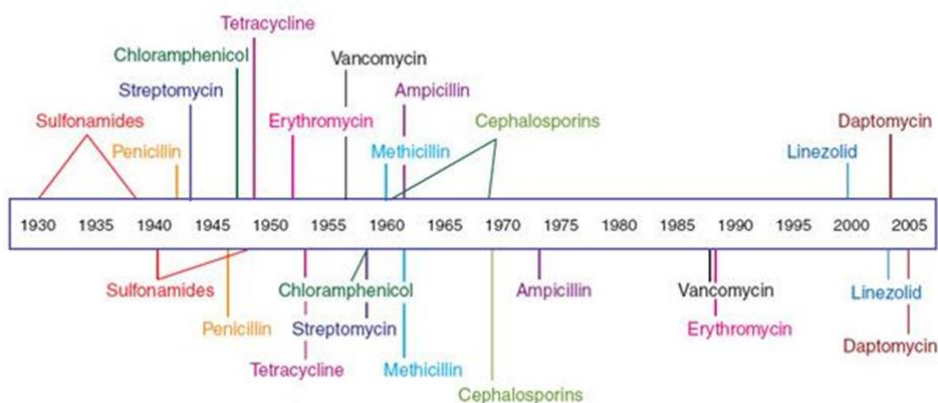 Tetracycline
Chloramphenicol
Vancomycin
Streptomycin
Ampicillin
Sulfonamides
Erythromycin
Cephalosporins
Daptomycin
Penicillin
Methicillin
Linezolid
1930 1935 1940 1945 1950 1955 1960 1965 1970 1975 1980 1985 1990 1995 2000 2005
Sulfonamides Chloramphenicol Ampicillin Vancomycin Linezolid
Penicillin Streptomycin Erythromycin
Daptomycin
Tetracycline Methicillin
Cephalosporins